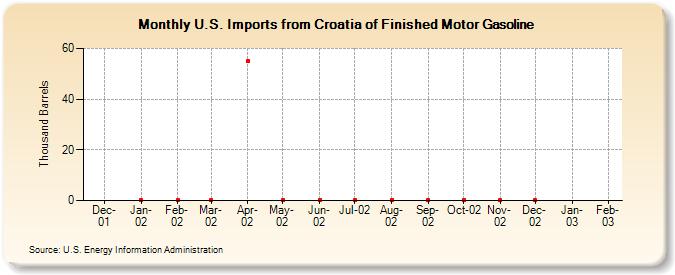 Monthly U.S. Imports from Croatia of Finished Motor Gasoline
Thousand Barrels
60
40
20
0
Dec-01 Jan-02 Feb-02 Mar-02 Apr-02 May-02 Jun-02 Jul-02 Aug-02 Sep-02 Oct-02 Nov-02 Dec-02 Jan-03 Feb-03
Source: U.S. Energy Information Administration